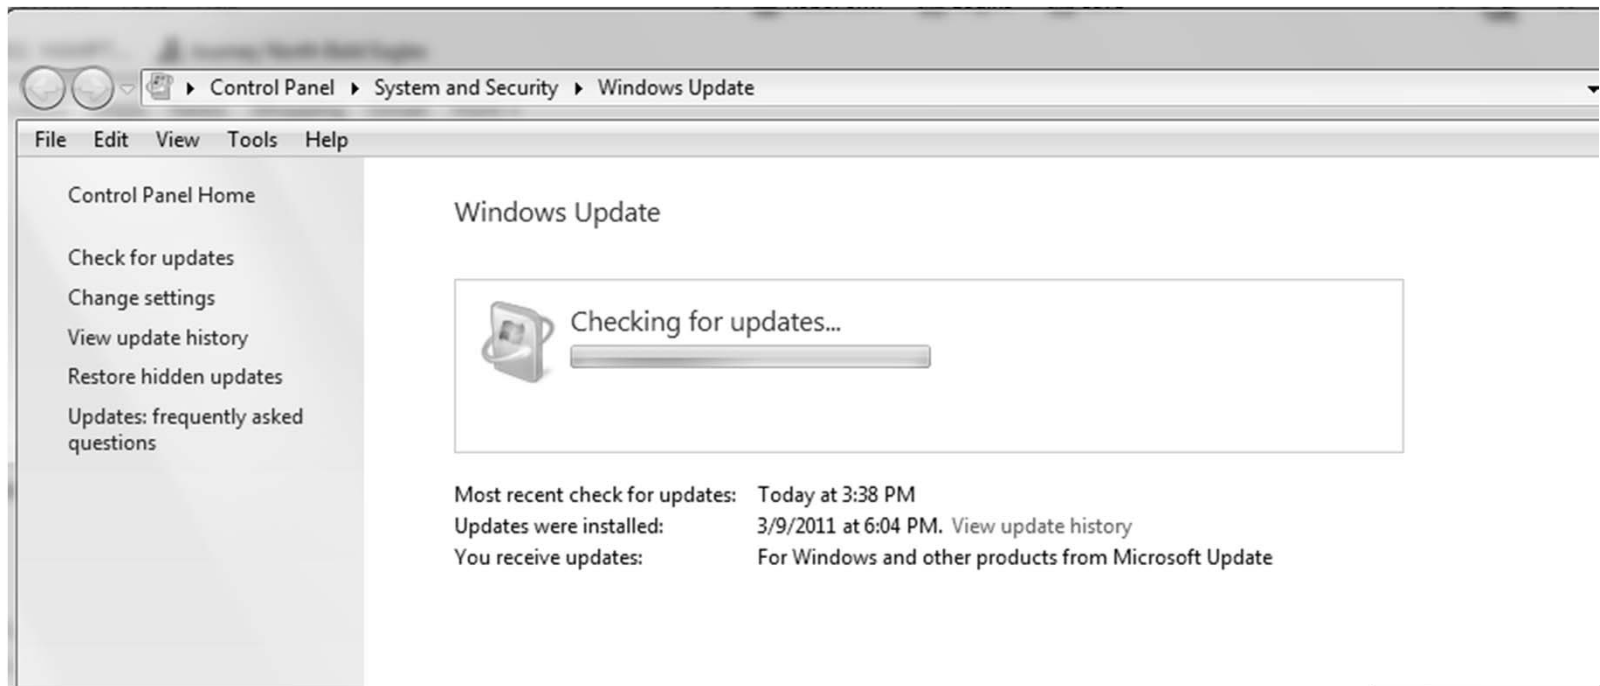 Control Panel ▸ System and Security ▸ Windows Update
File Edit View Tools Help
Control Panel Home
Check for updates
Change settings
View update history
Restore hidden updates
Updates: frequently asked
questions
Windows Update
Checking for updates...
Most recent check for updates: Today at 3:38 PM
Updates were installed: 3/9/2011 at 6:04 PM. View update history
You receive updates: For Windows and other products from Microsoft Update